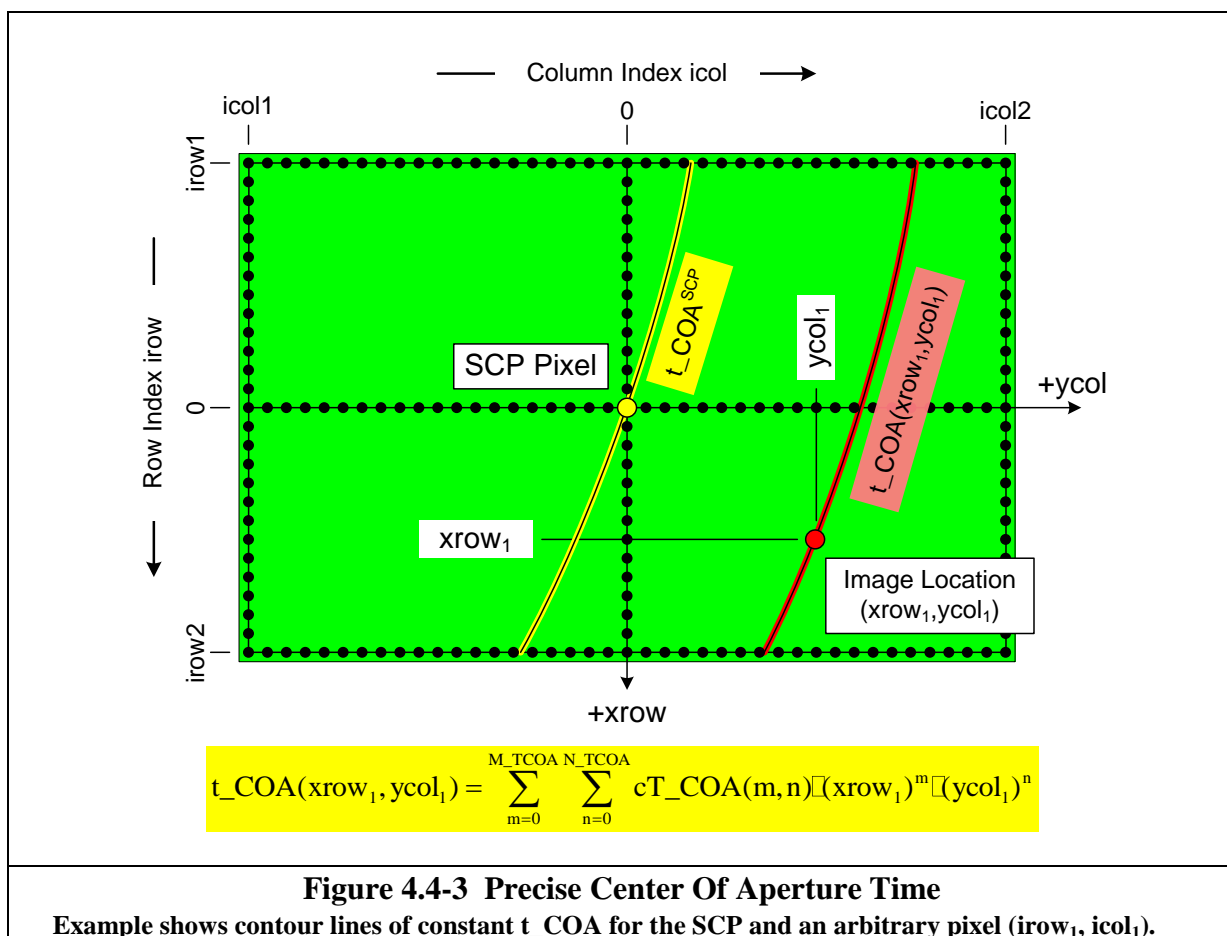 Column Index icol
icol1
0
icol2
irow1
Row Index irow
0
irow2
t_COA^SCP
ycol₁
SCP Pixel
+ycol
t_COA(xrow₁,ycol₁)
xrow₁
Image Location
(xrow₁,ycol₁)
+xrow
t_COA(xrow₁, ycol₁) = ∑_{m=0}^{M_TCOA} ∑_{n=0}^{N_TCOA} cT_COA(m, n)▯(xrow₁)^m▯(ycol₁)^n
Figure 4.4-3 Precise Center Of Aperture Time
Example shows contour lines of constant t_COA for the SCP and an arbitrary pixel (irow₁, icol₁).